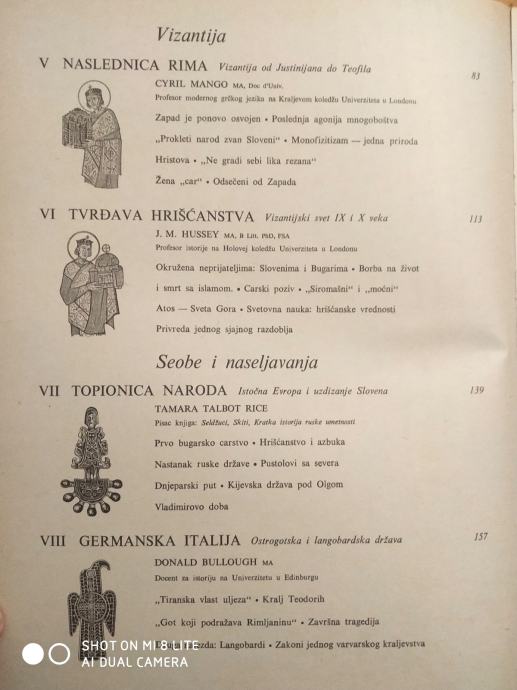 Vizantija
V NASLEDNICA RIMA Vizantija od Justinijana do Teofila 83
CYRIL MANGO MA, Doc d'Univ.
Profesor modernog grčkog jezika na Kraljevom koledžu Univerziteta u Londonu
Zapad je ponovo osvojen • Poslednja agonija mnogoboštva
„Prokleti narod zvan Sloveni“ • Monofizitizam — jedna priroda
Hristova • „Ne gradi sebi lika rezana“
Žena „car“ • Odsečeni od Zapada
VI TVRĐAVA HRIŠĆANSTVA Vizantijski svet IX i X veka 113
J. M. HUSSEY MA, B Litt, PhD, FSA
Profesor istorije na Holovej koledžu Univerziteta u Londonu
Okružena neprijateljima: Slovenima i Bugarima • Borba na život
i smrt sa islamom. • Carski poziv • „Siromašni“ i „moćni“
Atos — Sveta Gora • Svetovna nauka: hrišćanske vrednosti
Privreda jednog sjajnog razdoblja
Seobe i naseljavanja
VII TOPIONICA NARODA Istočna Evropa i uzdizanje Slovena 139
TAMARA TALBOT RICE
Pisac knjiga: Seldžuci, Skiti, Kratka istorija ruske umetnosti
Prvo bugarsko carstvo • Hrišćanstvo i azbuka
Nastanak ruske države • Pustolovi sa severa
Dnjeparski put • Kijevska država pod Olgom
Vladimirovo doba
VIII GERMANSKA ITALIJA Ostrogotska i langobardska država 157
DONALD BULLOUGH MA
Docent za istoriju na Univerzitetu u Edinburgu
„Tiranska vlast uljeza“ • Kralj Teodorih
„Got koji podražava Rimljaninu“ • Završna tragedija
Langobardi • Zakoni jednog varvarskog kraljevstva
SHOT ON MI 8 LITE
AI DUAL CAMERA